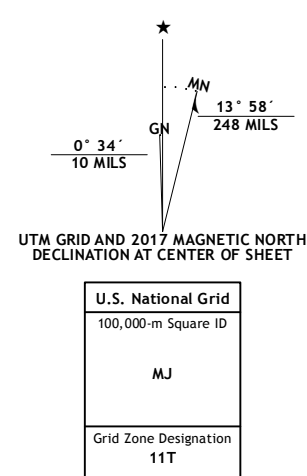 ★
MN
GN
13° 58´
248 MILS
0° 34´
10 MILS
UTM GRID AND 2017 MAGNETIC NORTH
DECLINATION AT CENTER OF SHEET
U.S. National Grid
100,000-m Square ID
MJ
Grid Zone Designation
11T